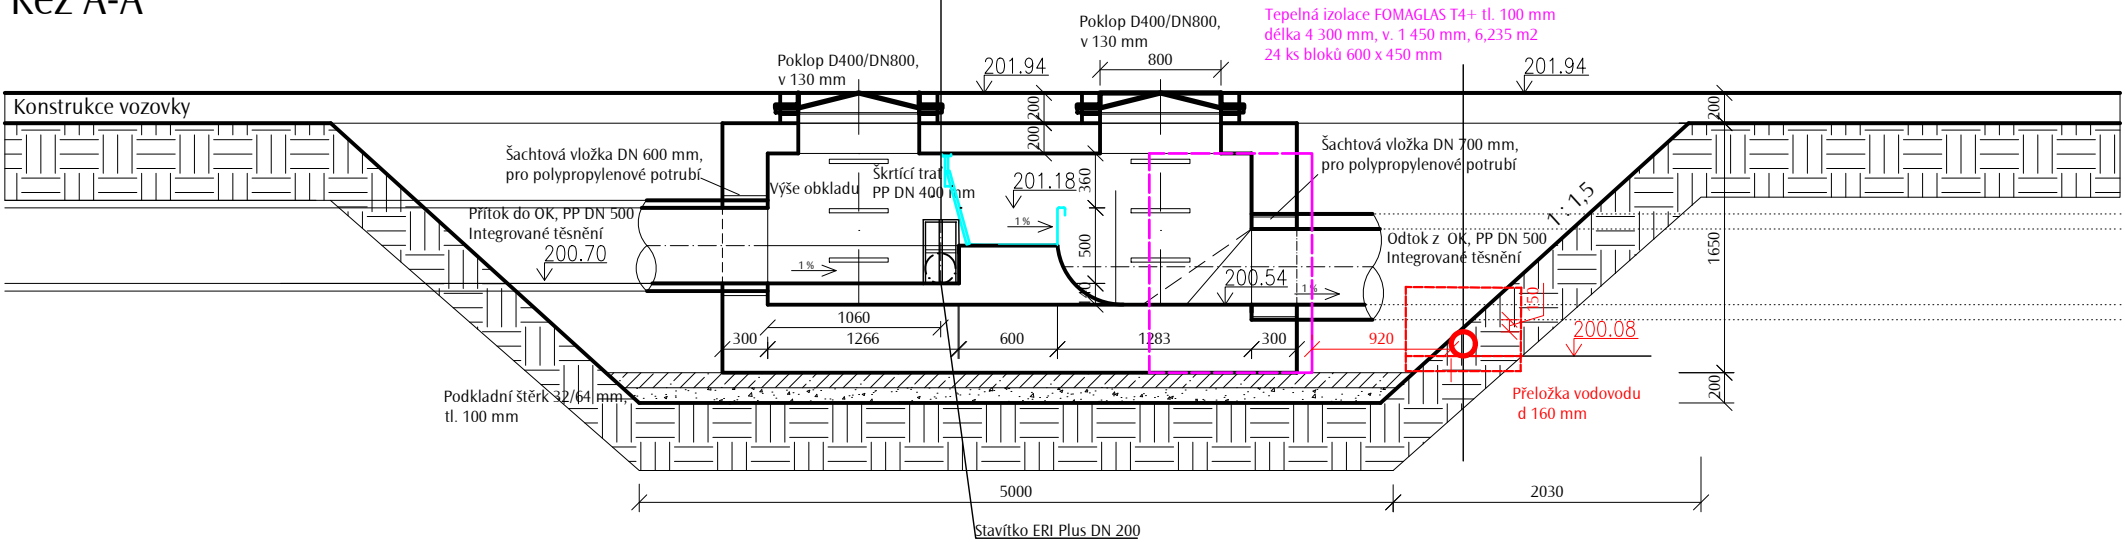 Řez A-A
Tepelná izolace FOMAGLAS T4+ tl. 100 mm
délka 4 300 mm, v. 1 450 mm, 6,235 m2
24 ks bloků 600 x 450 mm
Poklop D400/DN800,
v 130 mm
800
Poklop D400/DN800,
v 130 mm
201.94
201.94
Konstrukce vozovky
200
200
200
Šachtová vložka DN 600 mm,
pro polypropylenové potrubí
Výše obkladu
Škrtící trať
PP DN 400 mm
201.18
360
Šachtová vložka DN 700 mm,
pro polypropylenové potrubí
1 : 1,5
Přítok do OK, PP DN 500
Integrované těsnění
200.70
1%
1%
500
140
200.54
1%
Odtok z OK, PP DN 500
Integrované těsnění
1650
150
200.08
1060
300
1266
600
1283
300
920
Podkladní štěrk 32/64 mm,
tl. 100 mm
Přeložka vodovodu
d 160 mm
200
5000
2030
Stavítko ERI Plus DN 200